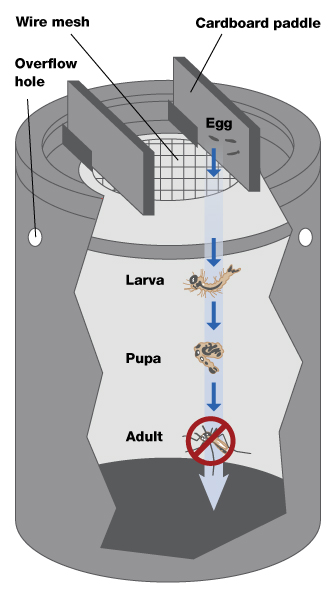 Wire mesh
Cardboard paddle
Overflow
hole
Egg
Larva
Pupa
Adult